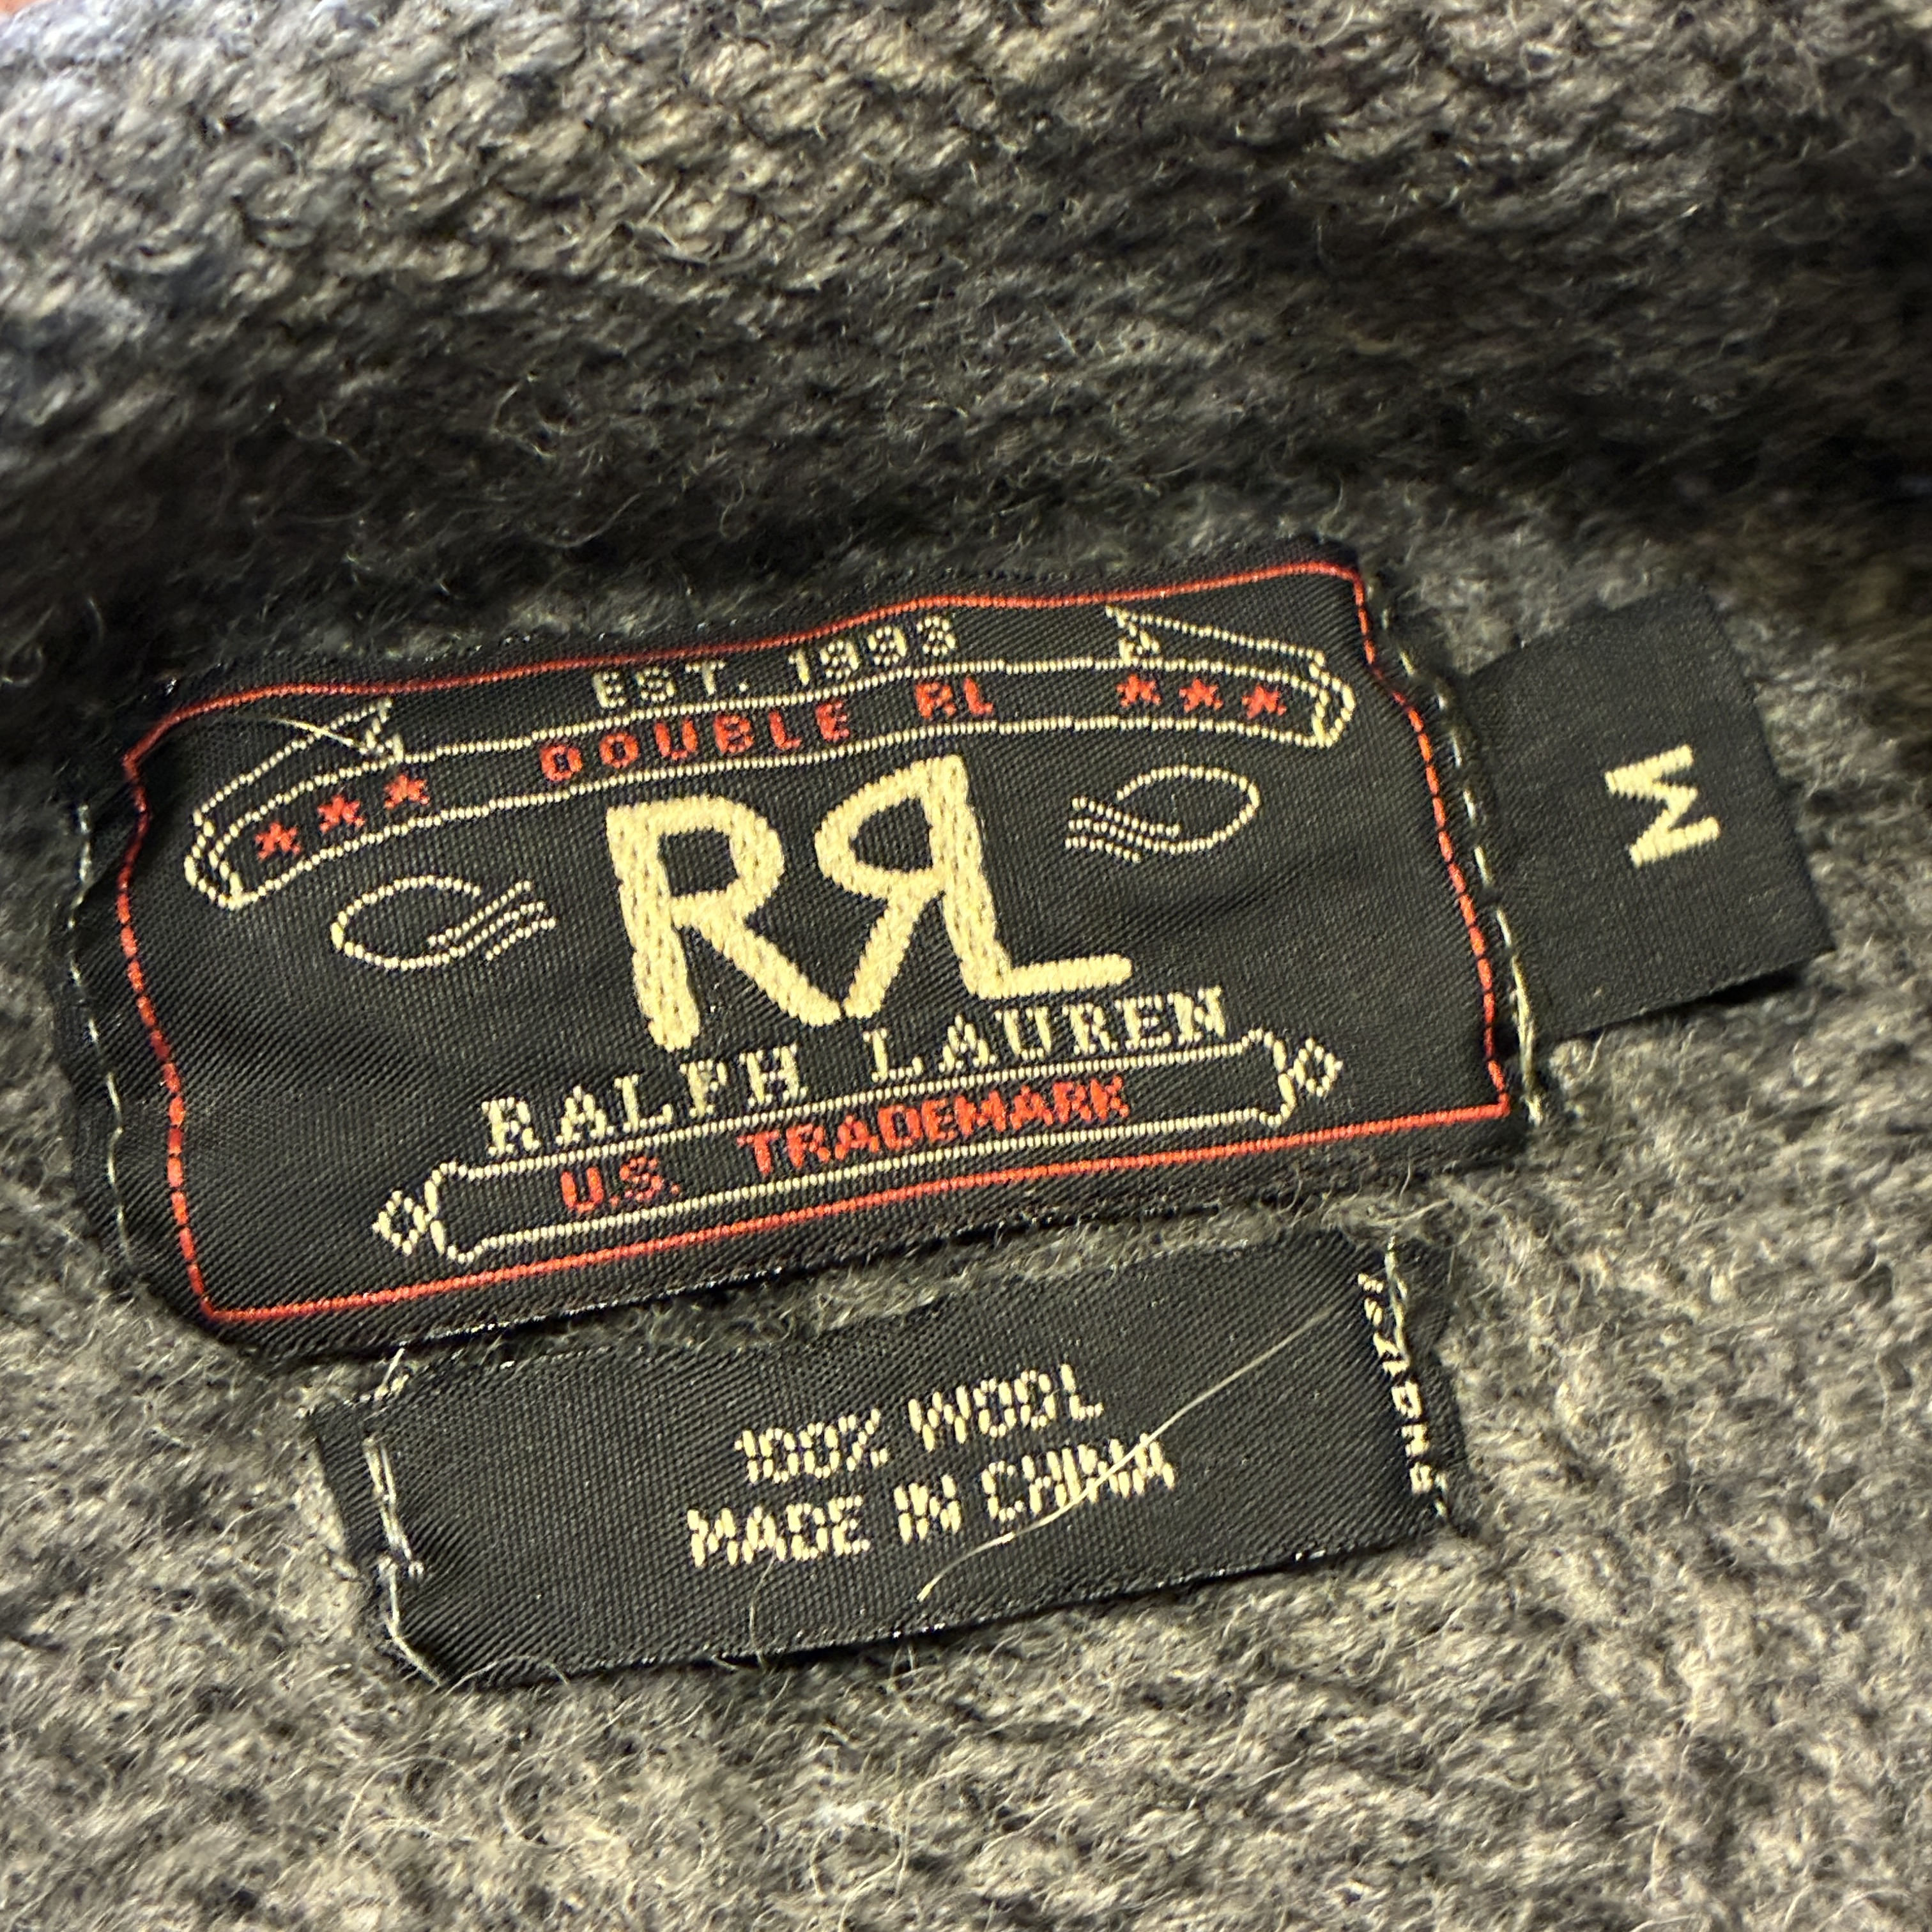 EST. 1993
DOUBLE RL
RRL
RALPH LAUREN
U.S. TRADEMARK
M
100% WOOL
MADE IN CHINA